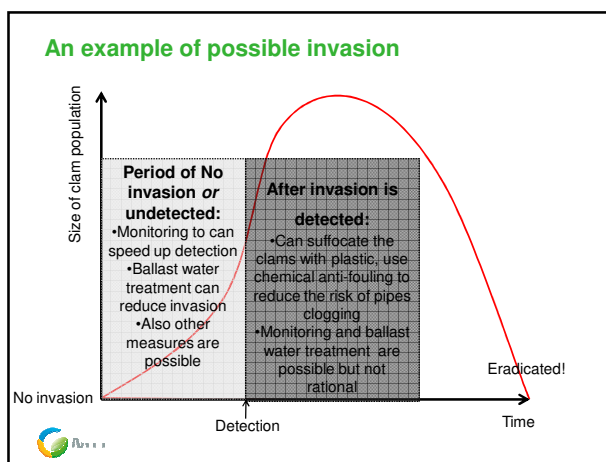 An example of possible invasion
Size of clam population
Period of No
invasion or
undetected:
•Monitoring to can
speed up detection
•Ballast water
treatment can
reduce invasion
•Also other
measures are
possible
After invasion is
detected:
•Can suffocate the
clams with plastic, use
chemical anti-fouling to
reduce the risk of pipes
clogging
•Monitoring and ballast
water treatment are
possible but not
rational
Eradicated!
No invasion
Detection
Time